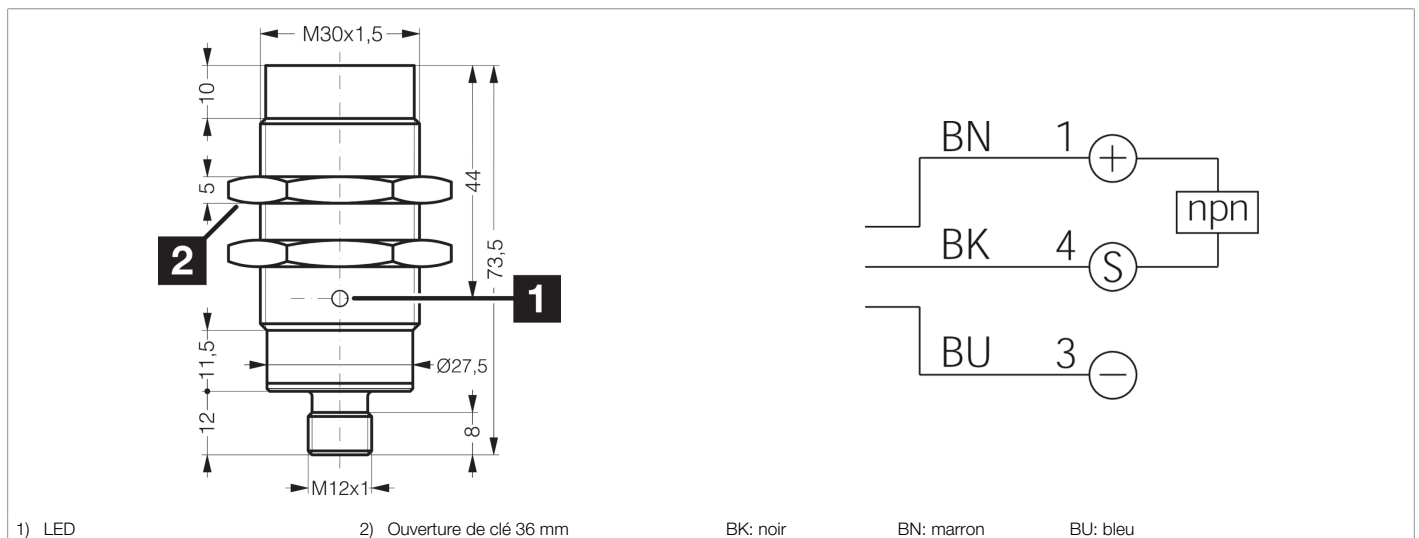 M30x1,5
10
5
44
73,5
2
1
11,5
Ø27,5
12
8
M12x1
BN 1 +
npn
BK 4 S
BU 3 −
1) LED 2) Ouverture de clé 36 mm BK: noir BN: marron BU: bleu